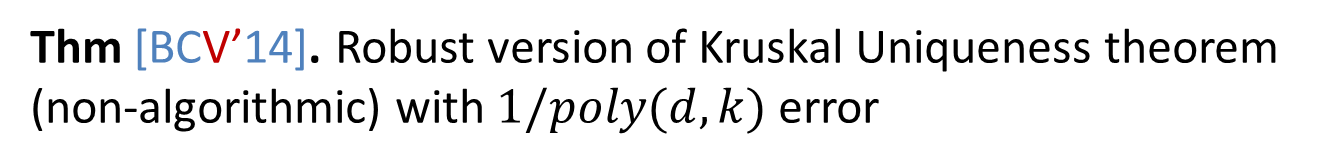 Thm [BCV’14]. Robust version of Kruskal Uniqueness theorem
(non-algorithmic) with 1/poly(d, k) error